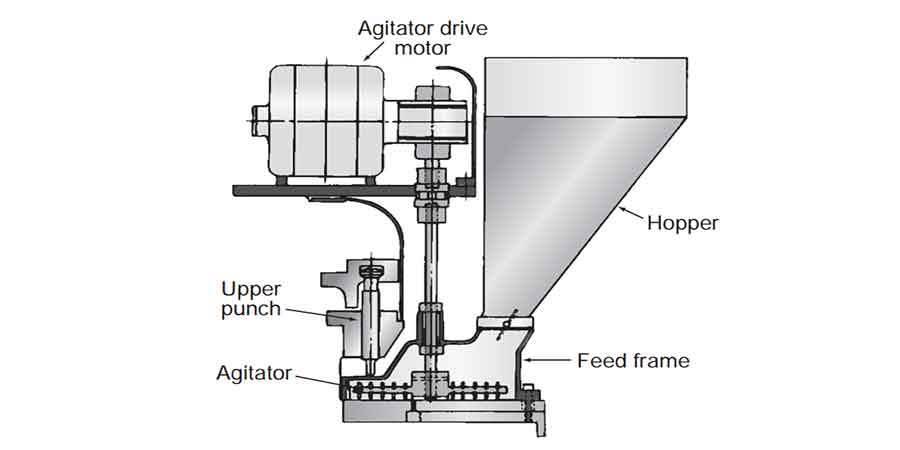 Agitator drive
motor
Hopper
Upper
punch
Feed frame
Agitator